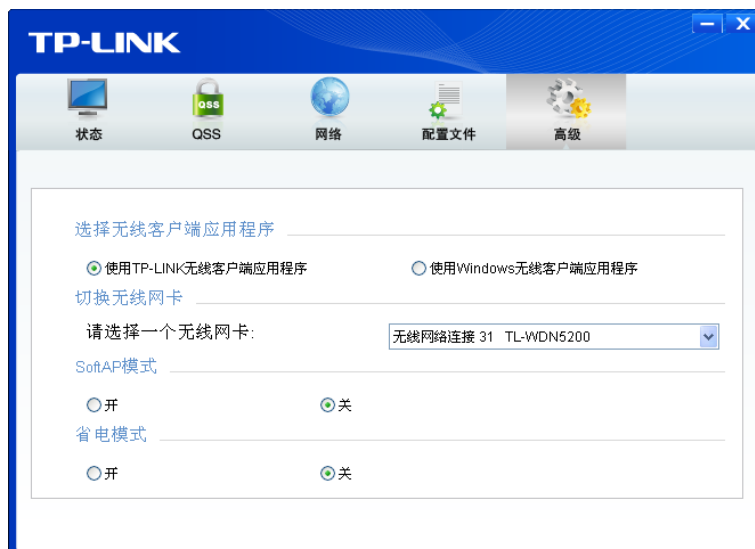 TP-LINK
QSS
状态
QSS
网络
配置文件
高级
选择无线客户端应用程序
使用TP-LINK无线客户端应用程序
使用Windows无线客户端应用程序
切换无线网卡
请选择一个无线网卡:
无线网络连接 31 TL-WDN5200
SoftAP模式
开
关
省电模式
开
关